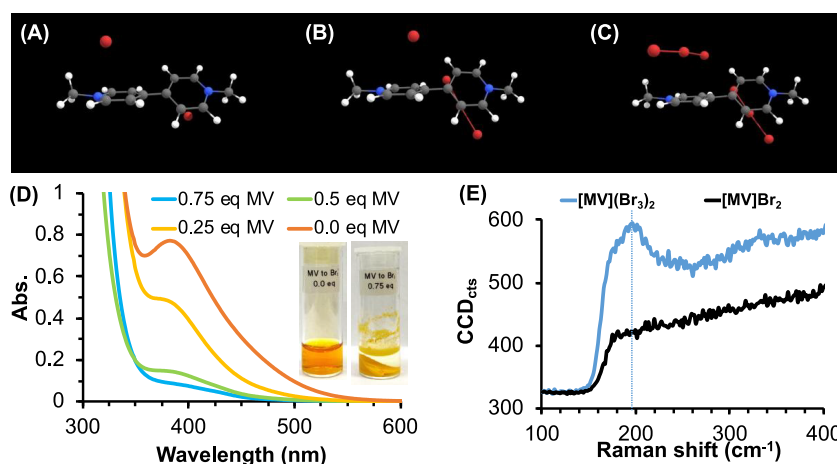 (A)
(B)
(C)
(D)
1
0.8
0.6
0.4
0.2
0
Abs.
0.75 eq MV
0.5 eq MV
0.25 eq MV
0.0 eq MV
MV to Br
0.0 eq
MV to Br
0.75 eq
300
400
500
600
Wavelength (nm)
(E)
[MV](Br₃)₂
[MV]Br₂
600
500
400
300
CCDcts
100
200
300
400
Raman shift (cm⁻¹)